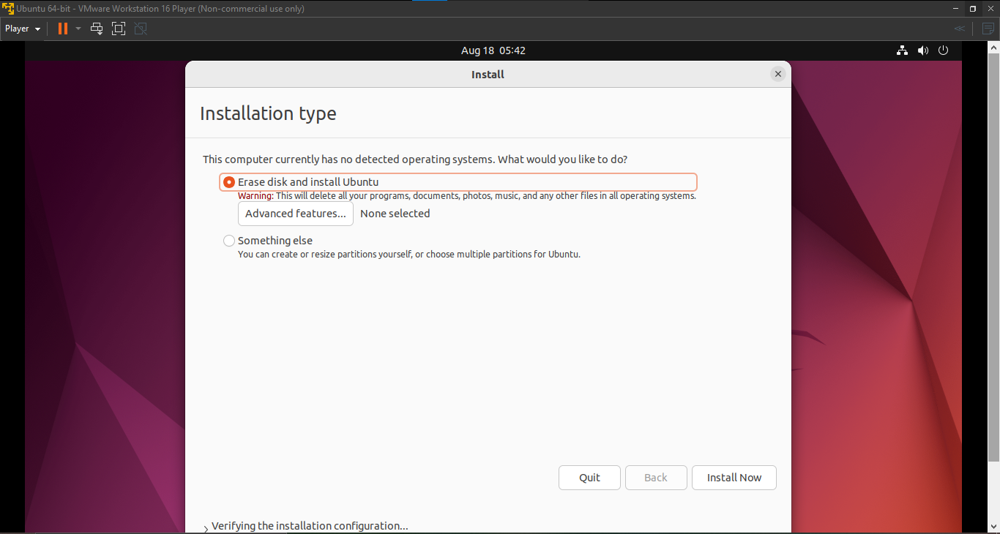 Ubuntu 64-bit - VMware Workstation 16 Player (Non-commercial use only)
Player
Aug 18 05:42
Install
Installation type
This computer currently has no detected operating systems. What would you like to do?
Erase disk and install Ubuntu
Warning: This will delete all your programs, documents, photos, music, and any other files in all operating systems.
Advanced features... None selected
Something else
You can create or resize partitions yourself, or choose multiple partitions for Ubuntu.
Quit Back Install Now
Verifying the installation configuration...